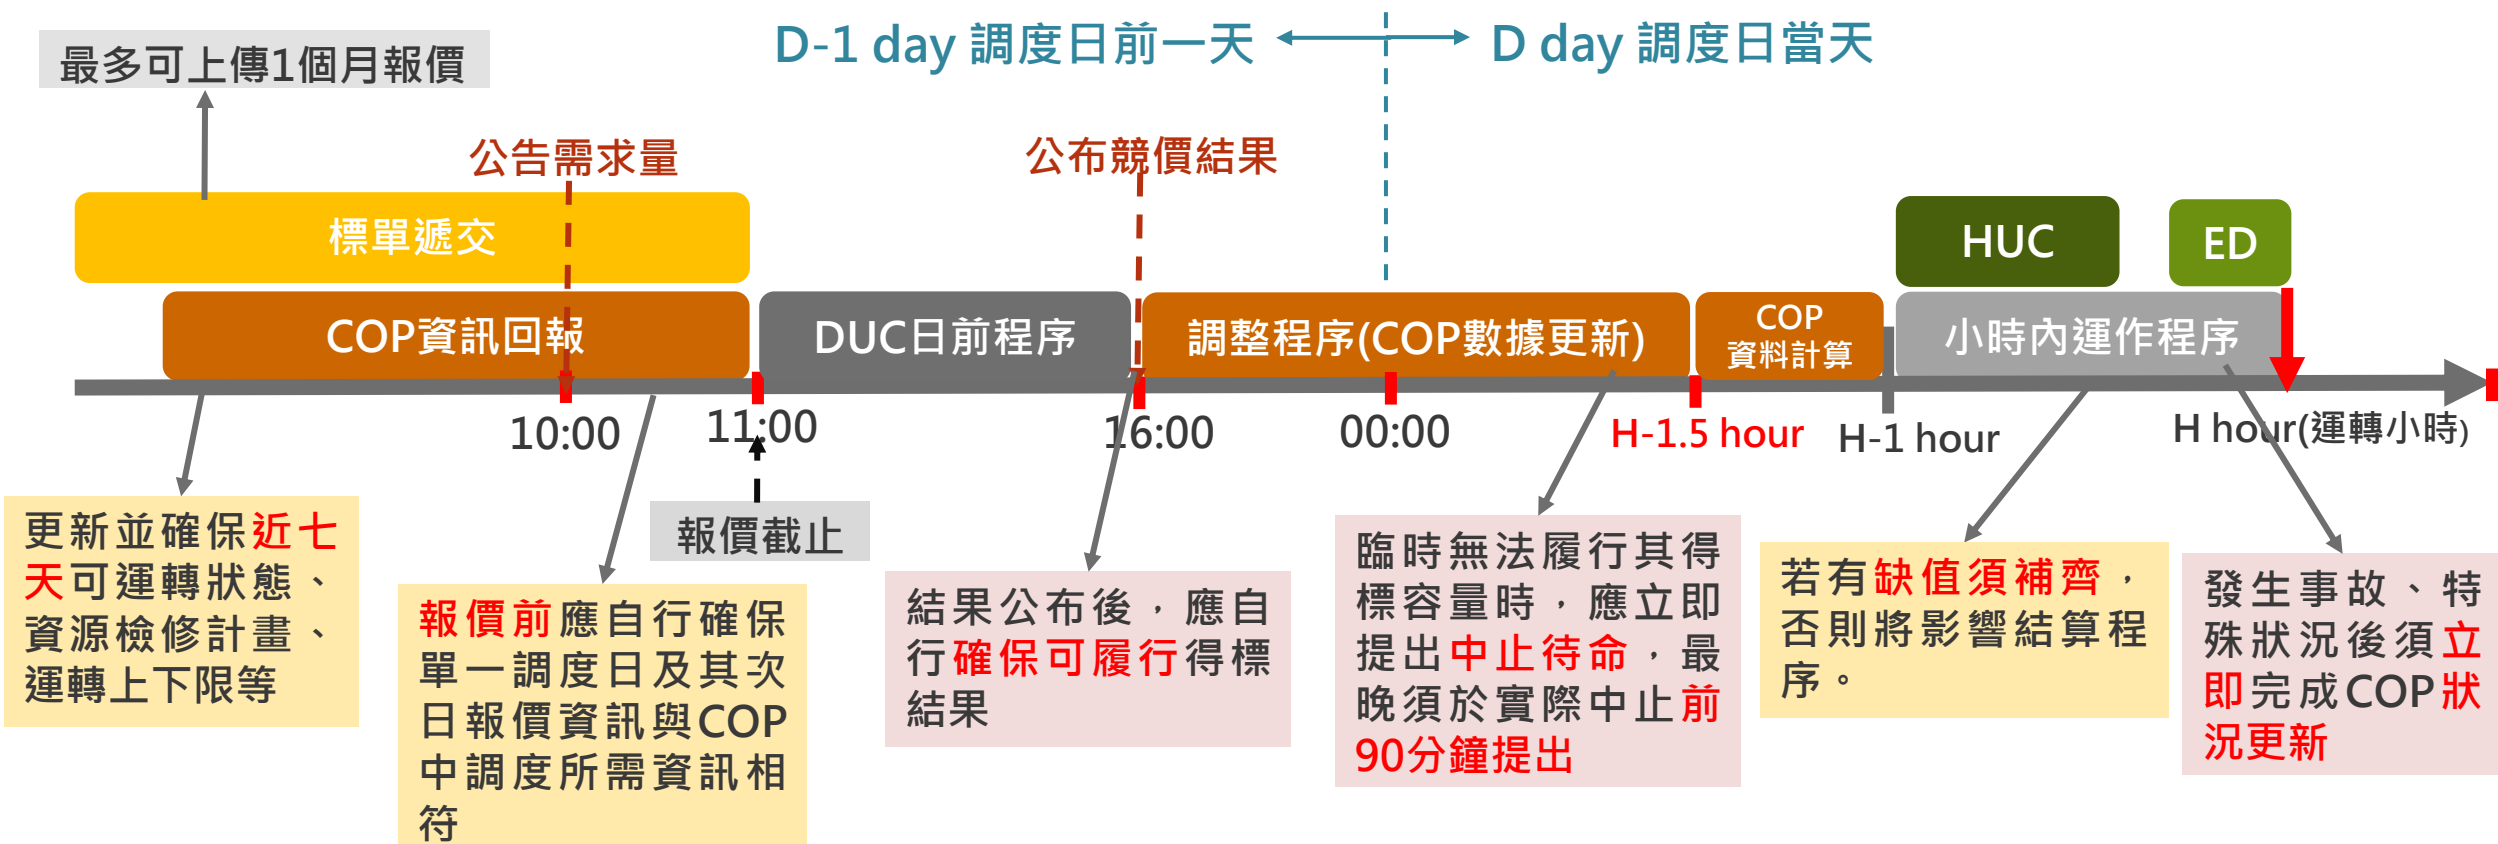 D-1 day 調度日前一天
D day 調度日當天
最多可上傳1個月報價
公告需求量
公布競價結果
標單遞交
HUC
ED
COP資訊回報
DUC日前程序
調整程序(COP數據更新)
COP
資料計算
小時內運作程序
10:00
11:00
16:00
00:00
H-1.5 hour
H-1 hour
H hour(運轉小時)
報價截止
更新並確保近七
天可運轉狀態、
資源檢修計畫、
運轉上下限等
報價前應自行確保
單一調度日及其次
日報價資訊與COP
中調度所需資訊相
符
結果公布後，應自
行確保可履行得標
結果
臨時無法履行其得
標容量時，應立即
提出中止待命，最
晚須於實際中止前
90分鐘提出
若有缺值須補齊，
否則將影響結算程
序。
發生事故、特
殊狀況後須立
即完成COP狀
況更新